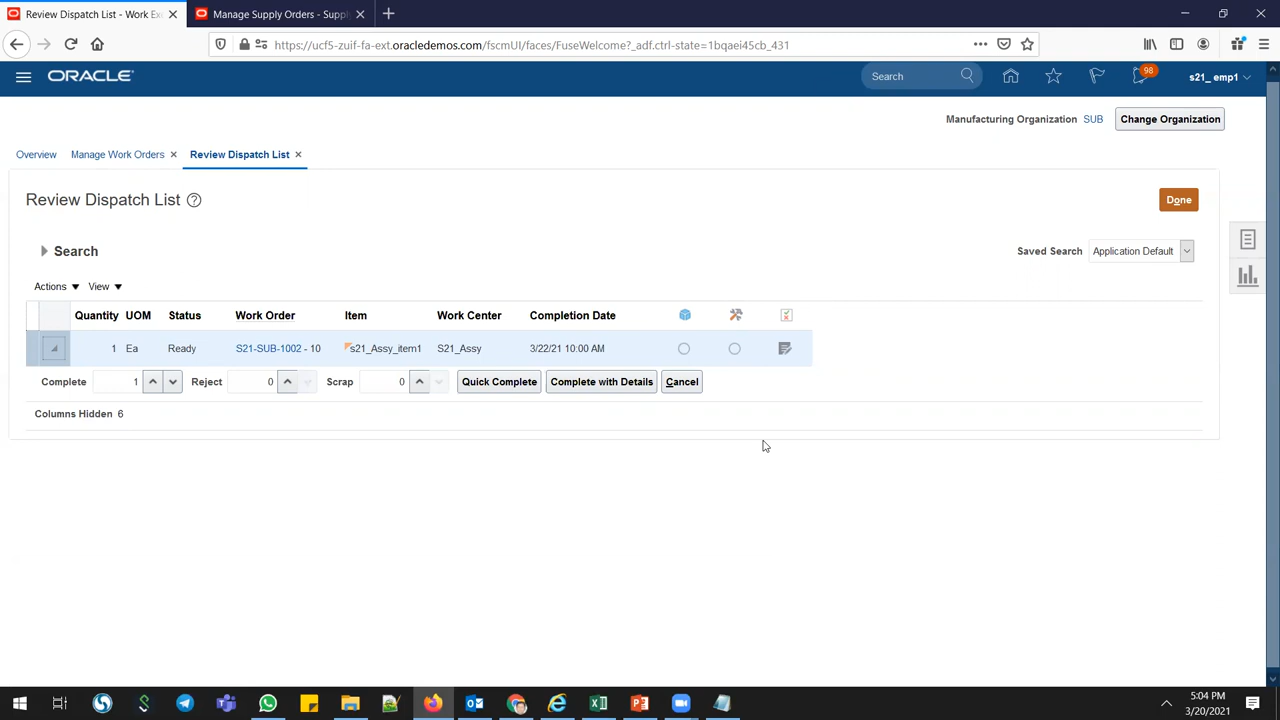 Review Dispatch List - Work Exe
Manage Supply Orders - Supply
https://ucf5-zuif-fa-ext.oracledemos.com/fscmUI/faces/FuseWelcome?_adf.ctrl-state=1bqaei45cb_431
ORACLE
Search
98
s21_ emp1
Manufacturing Organization SUB Change Organization
Overview Manage Work Orders Review Dispatch List
Review Dispatch List
Done
Search
Saved Search Application Default
Actions View
Quantity UOM Status Work Order Item Work Center Completion Date
1 Ea Ready S21-SUB-1002 - 10 s21_Assy_item1 S21_Assy 3/22/21 10:00 AM
Complete 1 Reject 0 Scrap 0 Quick Complete Complete with Details Cancel
Columns Hidden 6
5:04 PM
3/20/2021